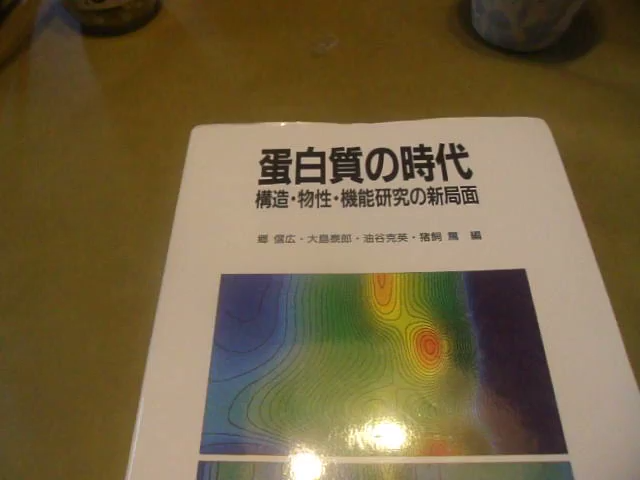 蛋白質の時代
構造・物性・機能研究の新局面
郷 信広・大島泰郎・油谷克英・猪飼 篤 編